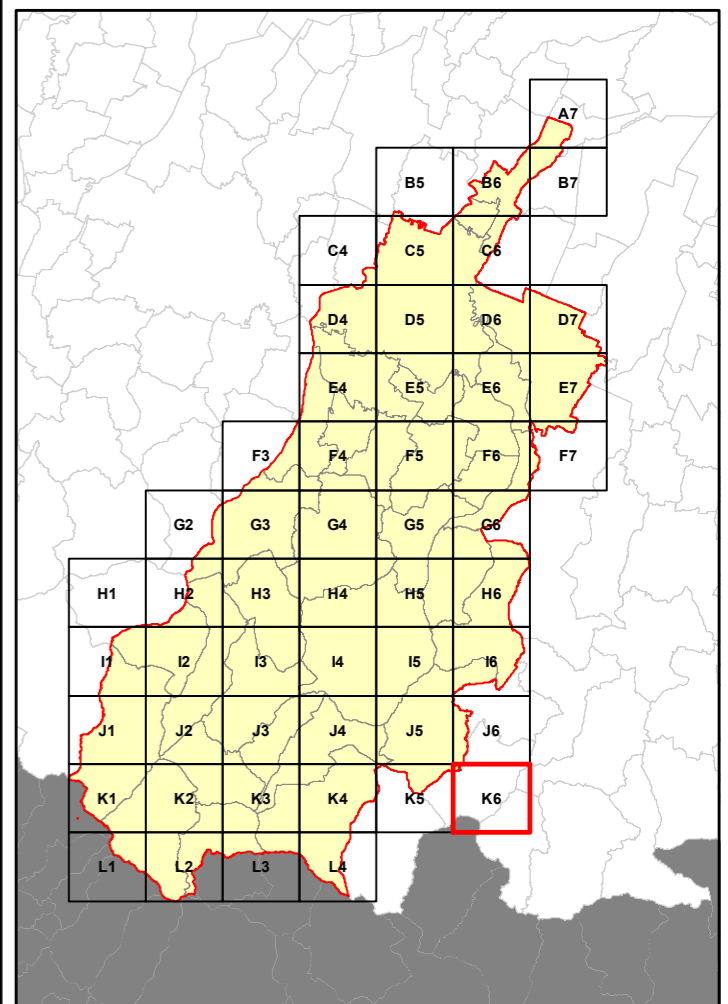 A7
B5 B6 B7
C4 C5 C6
D4 D5 D6 D7
E4 E5 E6 E7
F3 F4 F5 F6 F7
G2 G3 G4 G5 G6
H1 H2 H3 H4 H5 H6
I1 I2 I3 I4 I5 I6
J1 J2 J3 J4 J5 J6
K1 K2 K3 K4 K5 K6
L1 L2 L3 L4